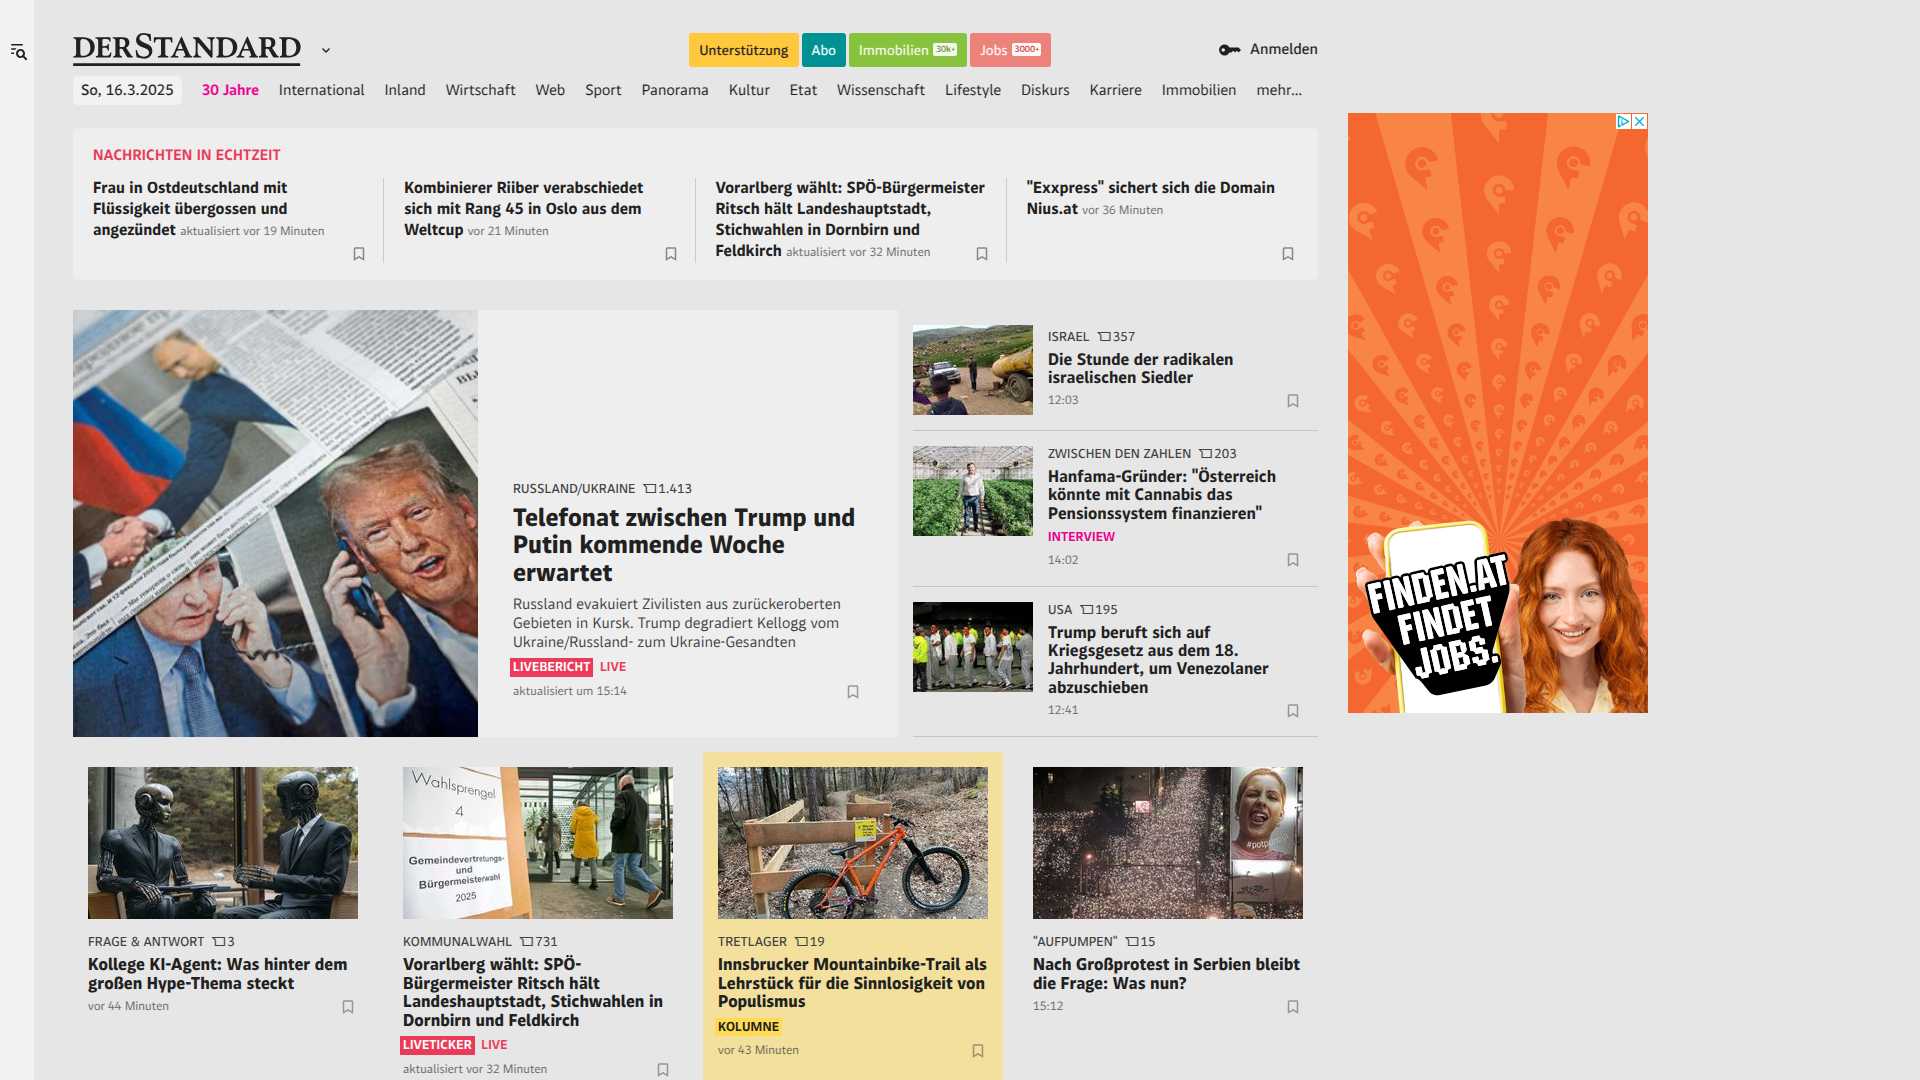 DERSTANDARD
Unterstützung
Abo
Immobilien 30k+
Jobs 3000+
Anmelden
So, 16.3.2025
30 Jahre
International
Inland
Wirtschaft
Web
Sport
Panorama
Kultur
Etat
Wissenschaft
Lifestyle
Diskurs
Karriere
Immobilien
mehr...
NACHRICHTEN IN ECHTZEIT
Frau in Ostdeutschland mit
Flüssigkeit übergossen und
angezündet aktualisiert vor 19 Minuten
Kombinierer Riiber verabschiedet
sich mit Rang 45 in Oslo aus dem
Weltcup vor 21 Minuten
Vorarlberg wählt: SPÖ-Bürgermeister
Ritsch hält Landeshauptstadt,
Stichwahlen in Dornbirn und
Feldkirch aktualisiert vor 32 Minuten
"Exxpress" sichert sich die Domain
Nius.at vor 36 Minuten
RUSSLAND/UKRAINE 1.413
Telefonat zwischen Trump und
Putin kommende Woche
erwartet
Russland evakuiert Zivilisten aus zurückeroberten
Gebieten in Kursk. Trump degradiert Kellogg vom
Ukraine/Russland- zum Ukraine-Gesandten
LIVEBERICHT LIVE
aktualisiert um 15:14
ISRAEL 357
Die Stunde der radikalen
israelischen Siedler
12:03
ZWISCHEN DEN ZAHLEN 203
Hanfama-Gründer: "Österreich
könnte mit Cannabis das
Pensionssystem finanzieren"
INTERVIEW
14:02
USA 195
Trump beruft sich auf
Kriegsgesetz aus dem 18.
Jahrhundert, um Venezolaner
abzuschieben
12:41
FINDEN.AT
FINDET
JOBS.
FRAGE & ANTWORT 3
Kollege KI-Agent: Was hinter dem
großen Hype-Thema steckt
vor 44 Minuten
Wahlsprengel
4
Gemeindevertretungs-
und
Bürgermeisterwahl
2025
KOMMUNALWAHL 731
Vorarlberg wählt: SPÖ-
Bürgermeister Ritsch hält
Landeshauptstadt, Stichwahlen in
Dornbirn und Feldkirch
LIVETICKER LIVE
aktualisiert vor 32 Minuten
TRETLAGER 19
Innsbrucker Mountainbike-Trail als
Lehrstück für die Sinnlosigkeit von
Populismus
KOLUMNE
vor 43 Minuten
"AUFPUMPEN" 15
Nach Großprotest in Serbien bleibt
die Frage: Was nun?
15:12